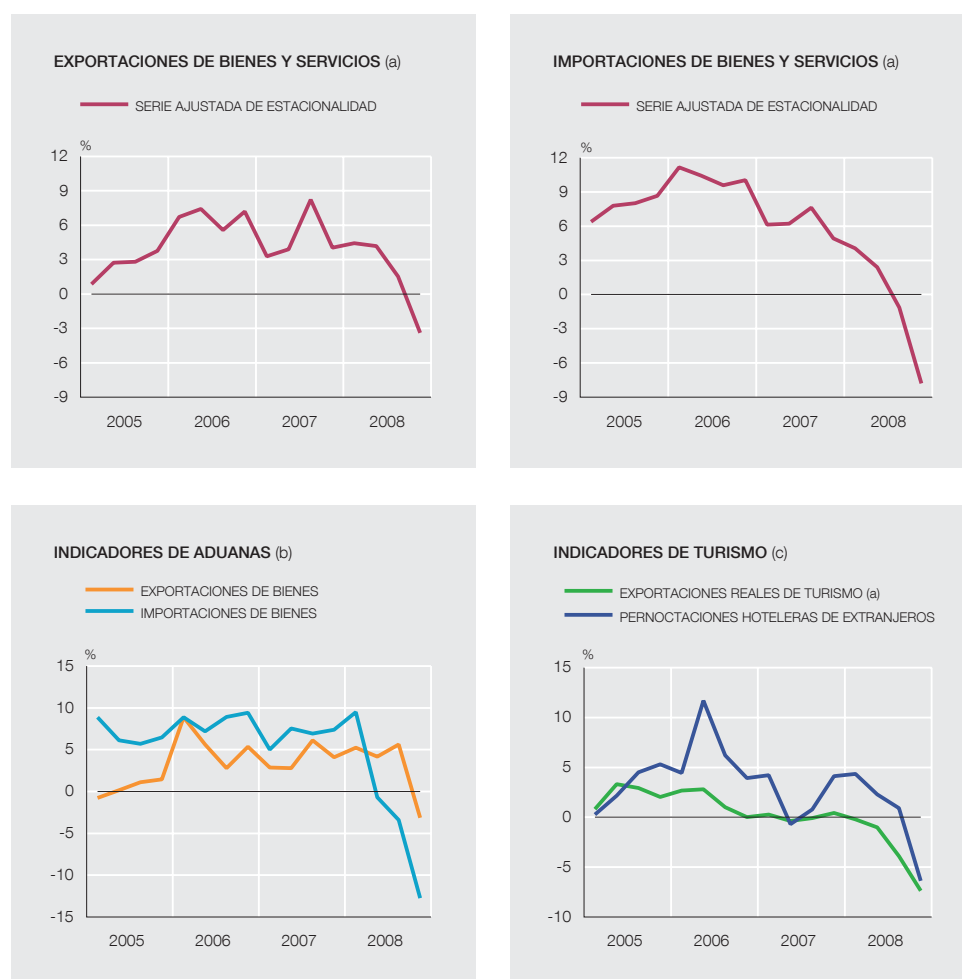 EXPORTACIONES DE BIENES Y SERVICIOS (a)
SERIE AJUSTADA DE ESTACIONALIDAD
%
12
9
6
3
0
-3
-6
-9
2005 2006 2007 2008
IMPORTACIONES DE BIENES Y SERVICIOS (a)
SERIE AJUSTADA DE ESTACIONALIDAD
%
12
9
6
3
0
-3
-6
-9
2005 2006 2007 2008
INDICADORES DE ADUANAS (b)
EXPORTACIONES DE BIENES
IMPORTACIONES DE BIENES
%
15
10
5
0
-5
-10
-15
2005 2006 2007 2008
INDICADORES DE TURISMO (c)
EXPORTACIONES REALES DE TURISMO (a)
PERNOCTACIONES HOTELERAS DE EXTRANJEROS
%
15
10
5
0
-5
-10
2005 2006 2007 2008